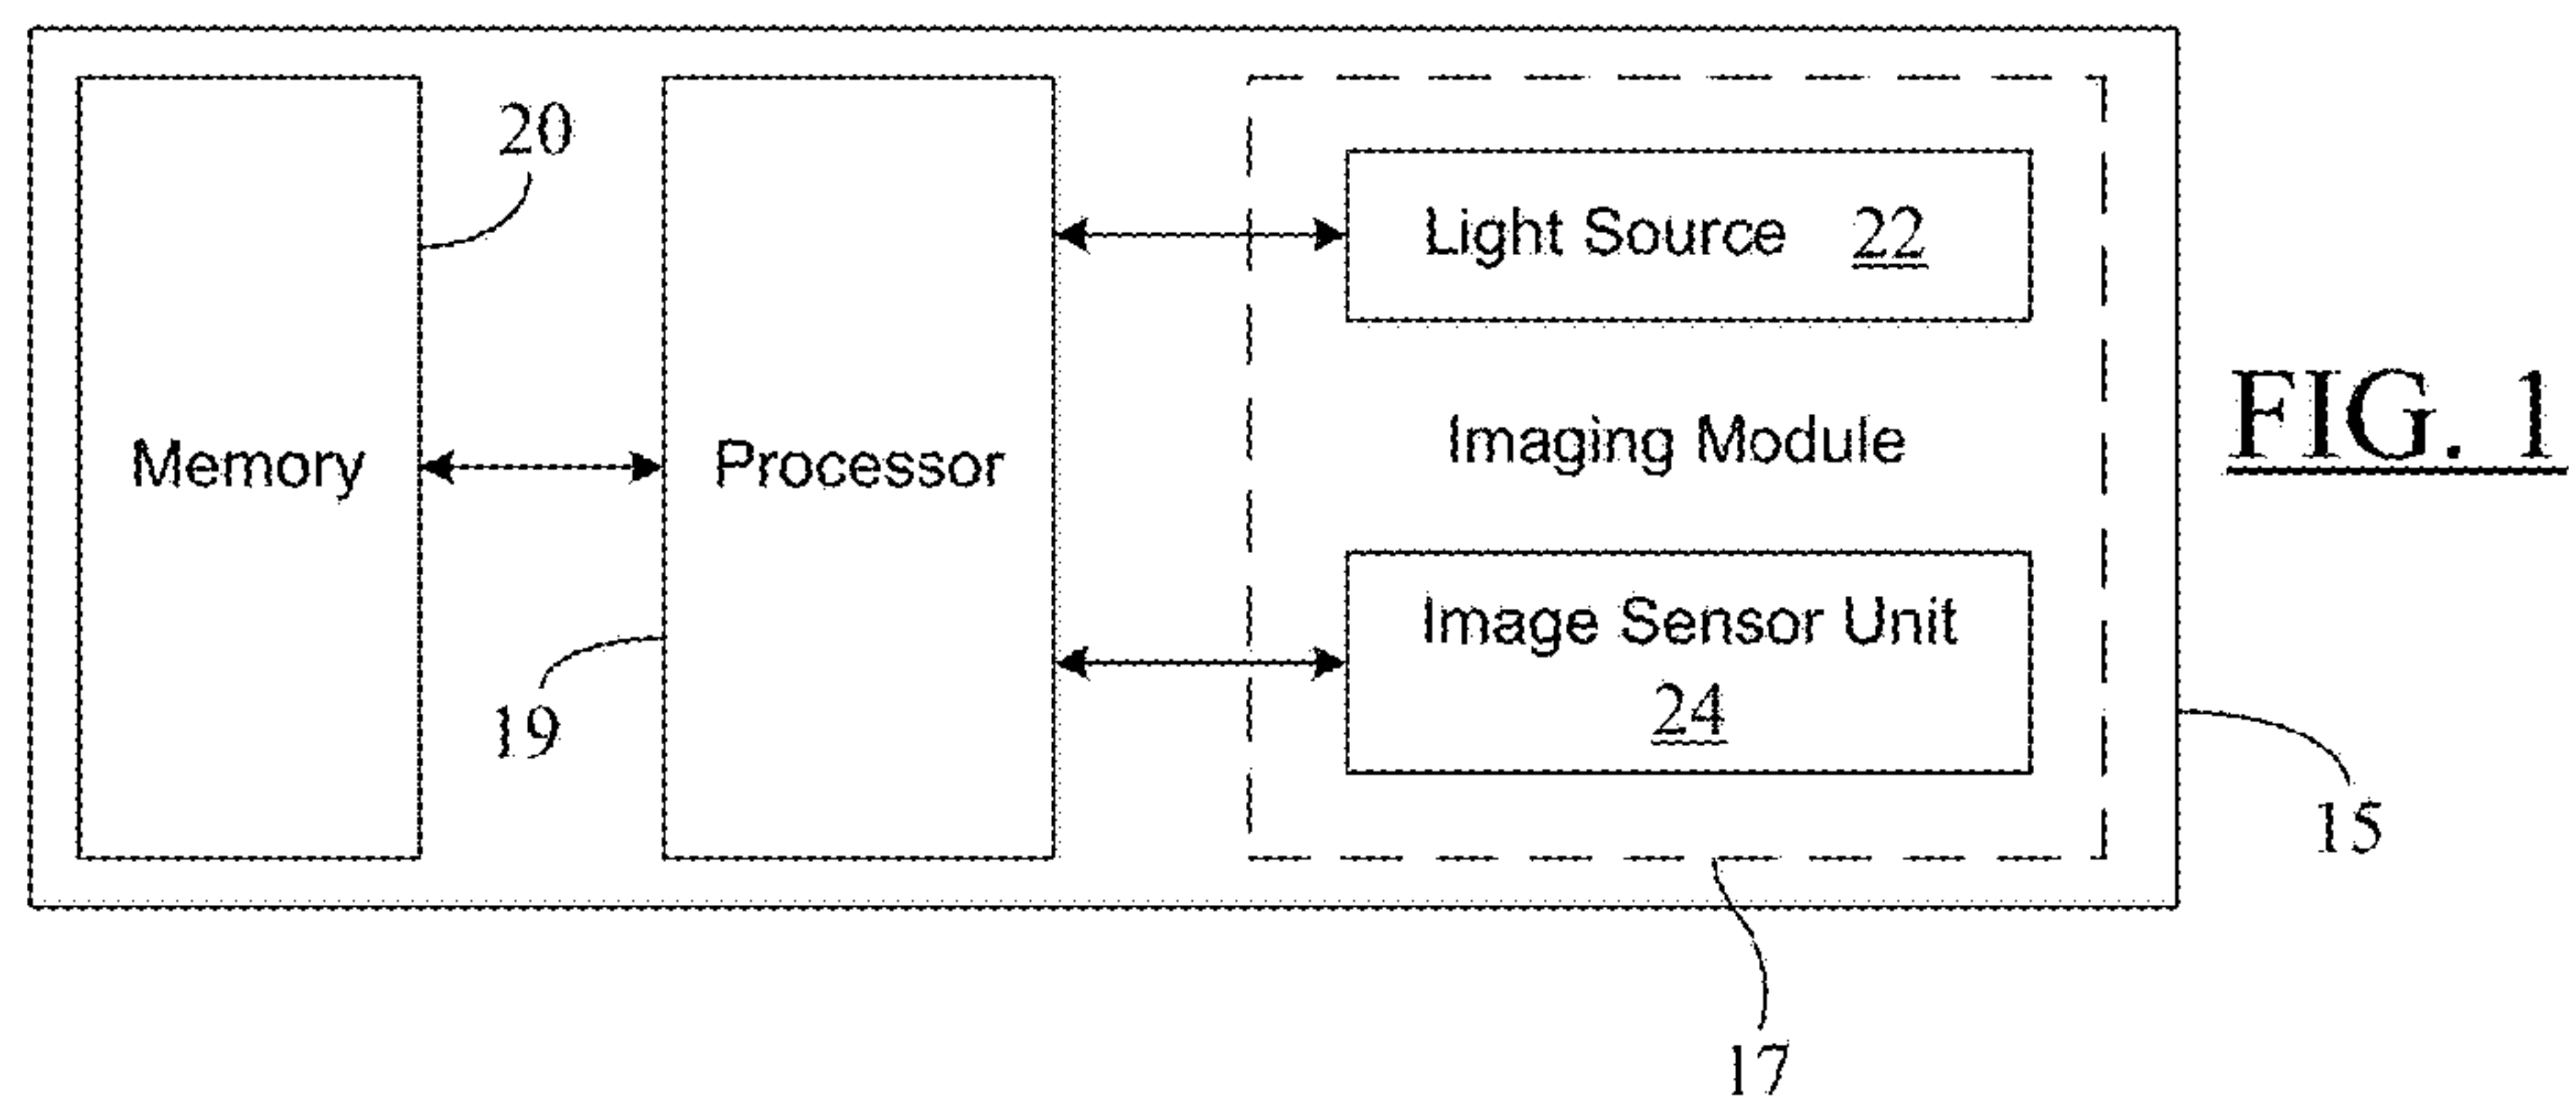 20
Light Source 22
Imaging Module
FIG. 1
Memory
Processor
Image Sensor Unit
24
19
15
17